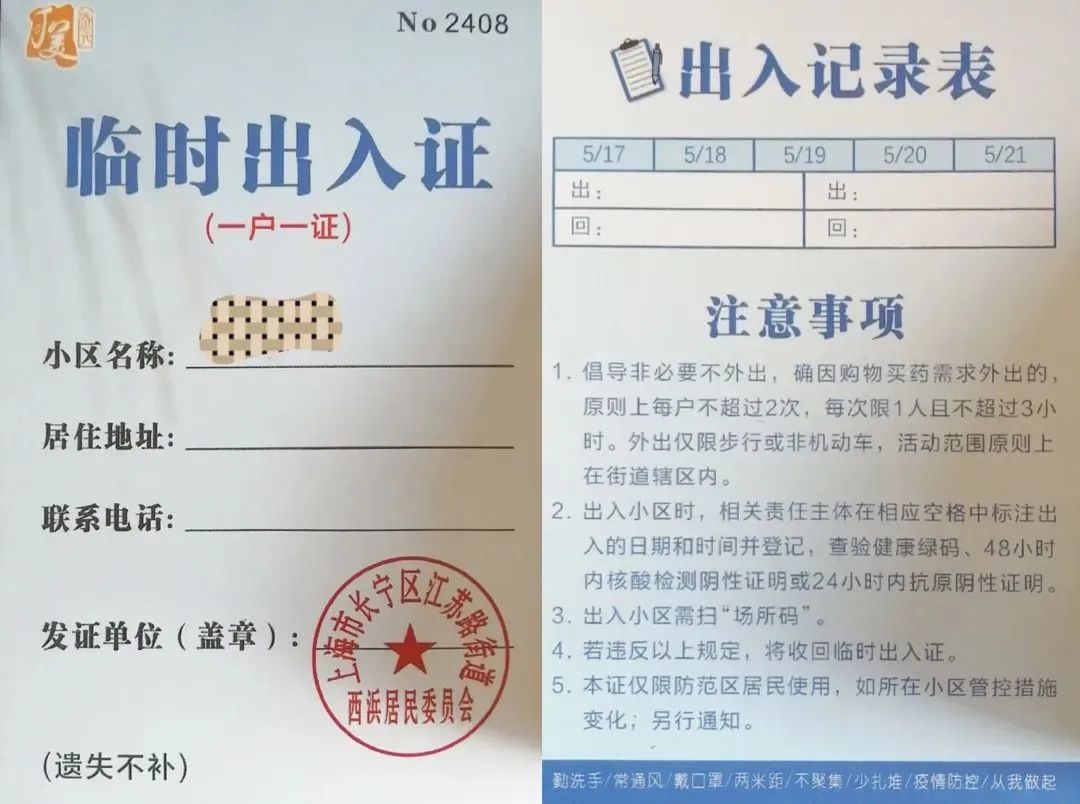 No 2408
临时出入证
(一户一证)
小区名称:
居住地址:
联系电话:
发证单位（盖章）:
上海市长宁区江苏路街道
西浜居民委员会
(遗失不补)
出入记录表
5/17 5/18 5/19 5/20 5/21
出: 出:
回: 回:
注意事项
1. 倡导非必要不外出，确因购物买药需求外出的，
原则上每户不超过2次，每次限1人且不超过3小
时。外出仅限步行或非机动车，活动范围原则上
在街道辖区内。
2. 出入小区时，相关责任主体在相应空格中标注出
入的日期和时间并登记，查验健康绿码、48小时
内核酸检测阴性证明或24小时内抗原阴性证明。
3. 出入小区需扫“场所码”。
4. 若违反以上规定，将收回临时出入证。
5. 本证仅限防范区居民使用，如所在小区管控措施
变化；另行通知。
勤洗手/常通风/戴口罩/两米距/不聚集/少扎堆/疫情防控/从我做起